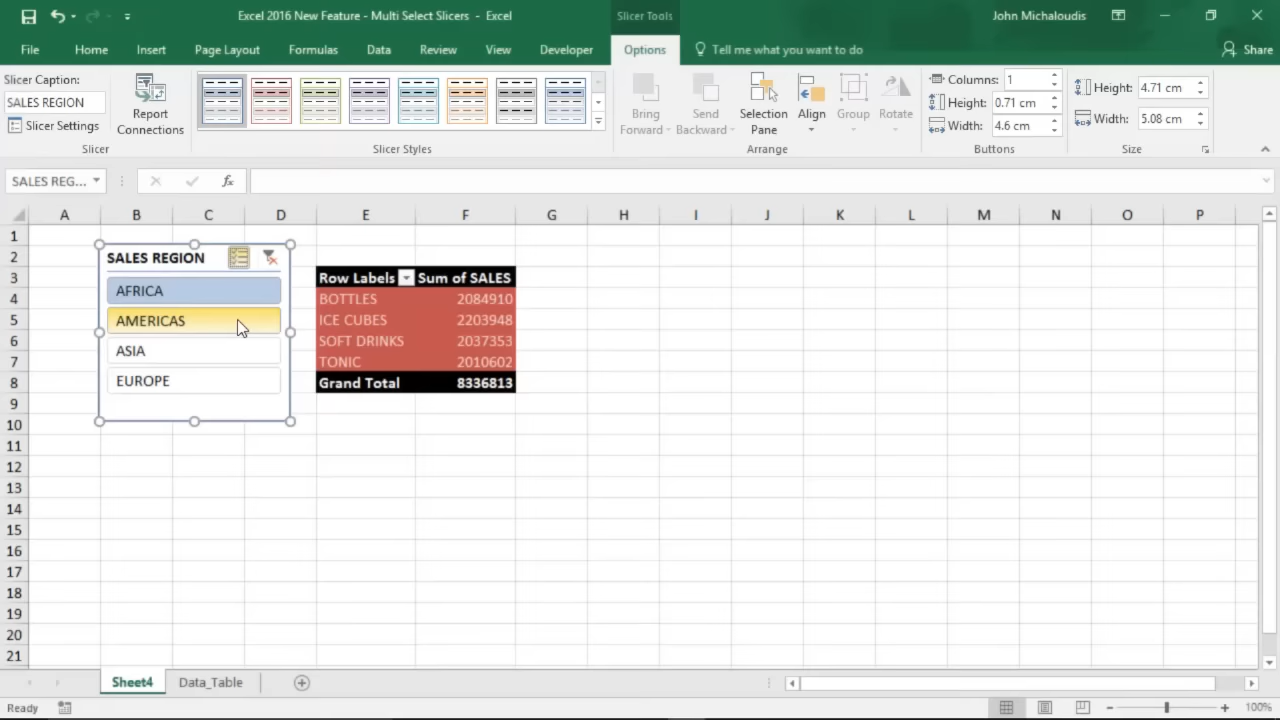 Excel 2016 New Feature - Multi Select Slicers - Excel
Slicer Tools
John Michaloudis
File Home Insert Page Layout Formulas Data Review View Developer Options Tell me what you want to do Share
Slicer Caption:
SALES REGION
Slicer Settings
Report
Connections
Slicer
Slicer Styles
Bring
Forward
Send
Backward
Selection
Pane
Align
Group
Rotate
Arrange
Columns: 1
Height: 0.71 cm
Width: 4.6 cm
Buttons
Height: 4.71 cm
Width: 5.08 cm
Size
SALES REG... fx
A B C D E F G H I J K L M N O P
1
2
3
4
5
6
7
8
9
10
11
12
13
14
15
16
17
18
19
20
21
SALES REGION
AFRICA
AMERICAS
ASIA
EUROPE
Row Labels Sum of SALES
BOTTLES 2084910
ICE CUBES 2203948
SOFT DRINKS 2037353
TONIC 2010602
Grand Total 8336813
Sheet4 Data_Table
Ready 100%